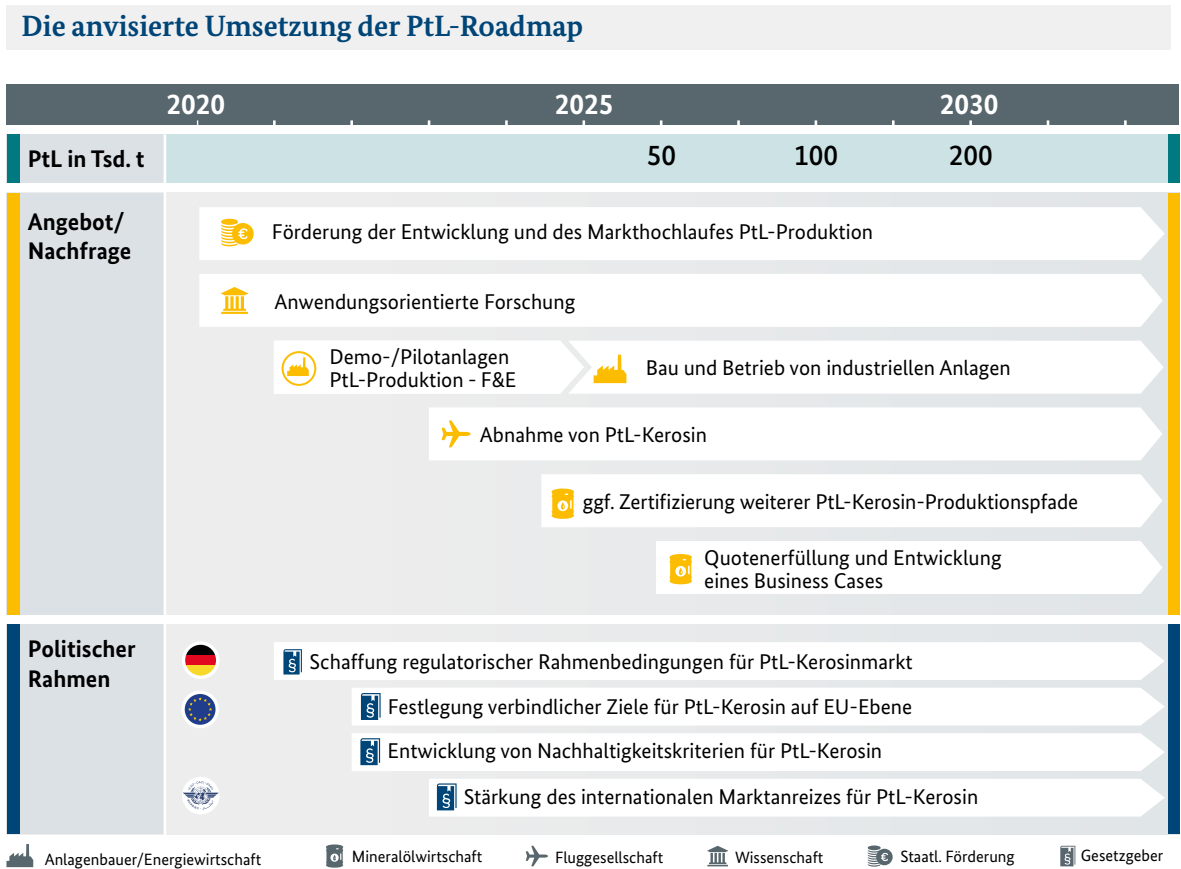 Die anvisierte Umsetzung der PtL-Roadmap
2020 2025 2030
PtL in Tsd. t 50 100 200
Angebot/
Nachfrage
Förderung der Entwicklung und des Markthochlaufes PtL-Produktion
Anwendungsorientierte Forschung
Demo-/Pilotanlagen
PtL-Produktion - F&E
Bau und Betrieb von industriellen Anlagen
Abnahme von PtL-Kerosin
ggf. Zertifizierung weiterer PtL-Kerosin-Produktionspfade
Quotenerfüllung und Entwicklung
eines Business Cases
Politischer
Rahmen
§ Schaffung regulatorischer Rahmenbedingungen für PtL-Kerosinmarkt
§ Festlegung verbindlicher Ziele für PtL-Kerosin auf EU-Ebene
§ Entwicklung von Nachhaltigkeitskriterien für PtL-Kerosin
§ Stärkung des internationalen Marktanreizes für PtL-Kerosin
Anlagenbauer/Energiewirtschaft Mineralölwirtschaft Fluggesellschaft Wissenschaft € Staatl. Förderung § Gesetzgeber